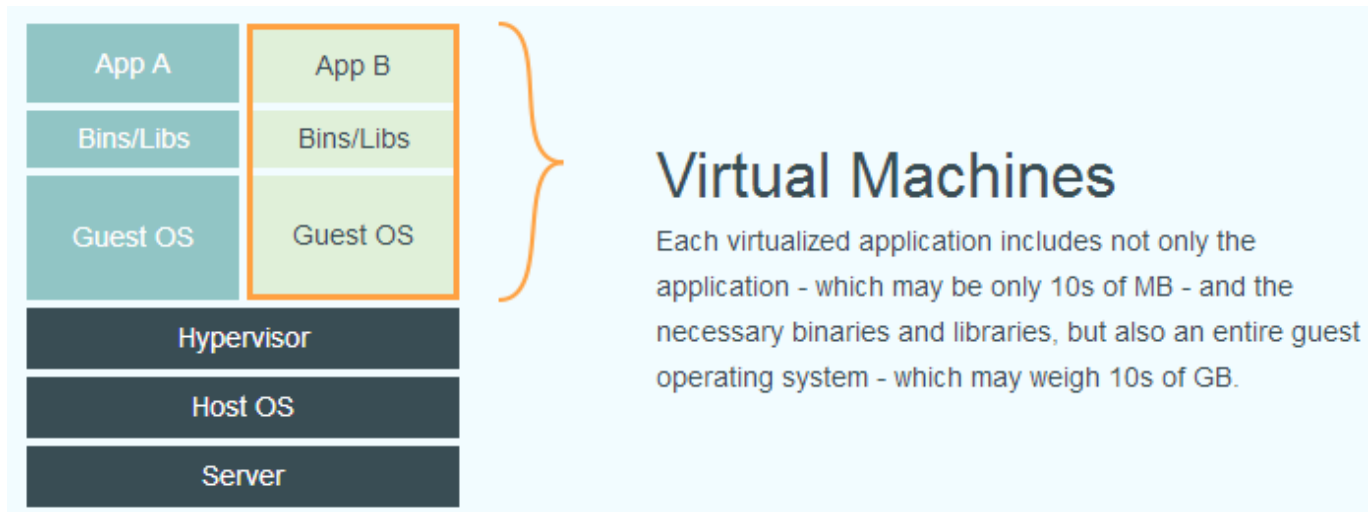 App A
App B
Bins/Libs
Bins/Libs
Guest OS
Guest OS
Hypervisor
Host OS
Server
Virtual Machines
Each virtualized application includes not only the
application - which may be only 10s of MB - and the
necessary binaries and libraries, but also an entire guest
operating system - which may weigh 10s of GB.